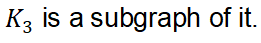 K₃ is a subgraph of it.